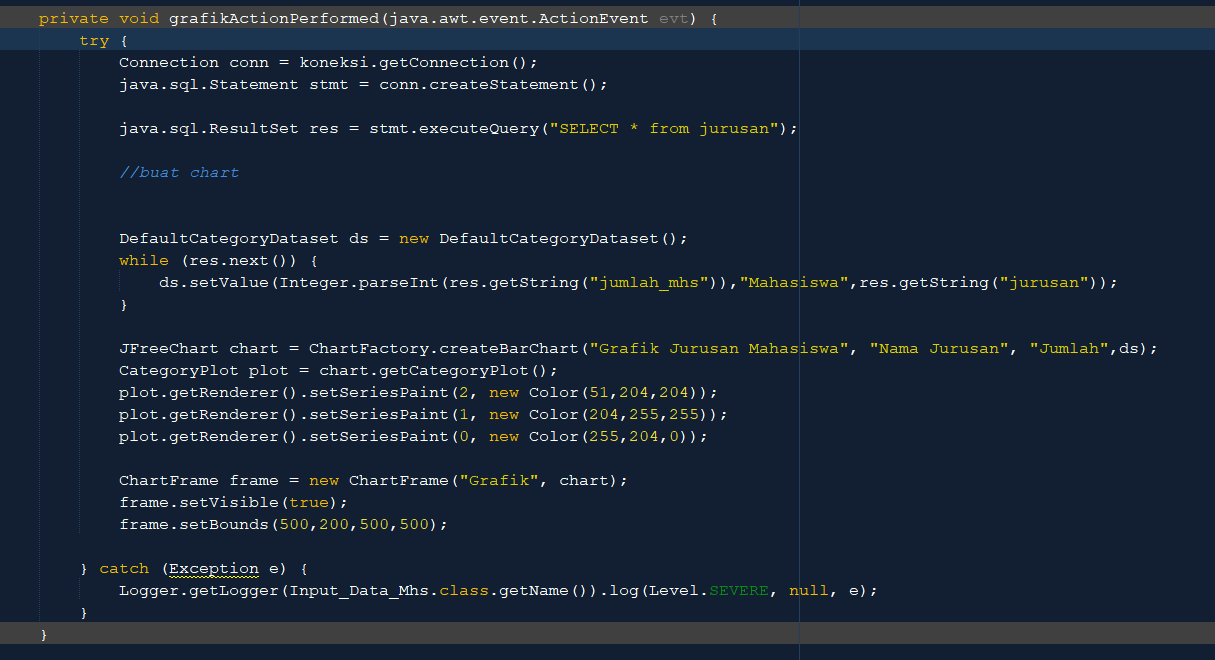 private void grafikActionPerformed(java.awt.event.ActionEvent evt) {
try {
Connection conn = koneksi.getConnection();
java.sql.Statement stmt = conn.createStatement();
java.sql.ResultSet res = stmt.executeQuery("SELECT * from jurusan");
//buat chart
DefaultCategoryDataset ds = new DefaultCategoryDataset();
while (res.next()) {
ds.setValue(Integer.parseInt(res.getString("jumlah_mhs")),"Mahasiswa",res.getString("jurusan"));
}
JFreeChart chart = ChartFactory.createBarChart("Grafik Jurusan Mahasiswa", "Nama Jurusan", "Jumlah",ds);
CategoryPlot plot = chart.getCategoryPlot();
plot.getRenderer().setSeriesPaint(2, new Color(51,204,204));
plot.getRenderer().setSeriesPaint(1, new Color(204,255,255));
plot.getRenderer().setSeriesPaint(0, new Color(255,204,0));
ChartFrame frame = new ChartFrame("Grafik", chart);
frame.setVisible(true);
frame.setBounds(500,200,500,500);
} catch (Exception e) {
Logger.getLogger(Input_Data_Mhs.class.getName()).log(Level.SEVERE, null, e);
}
}